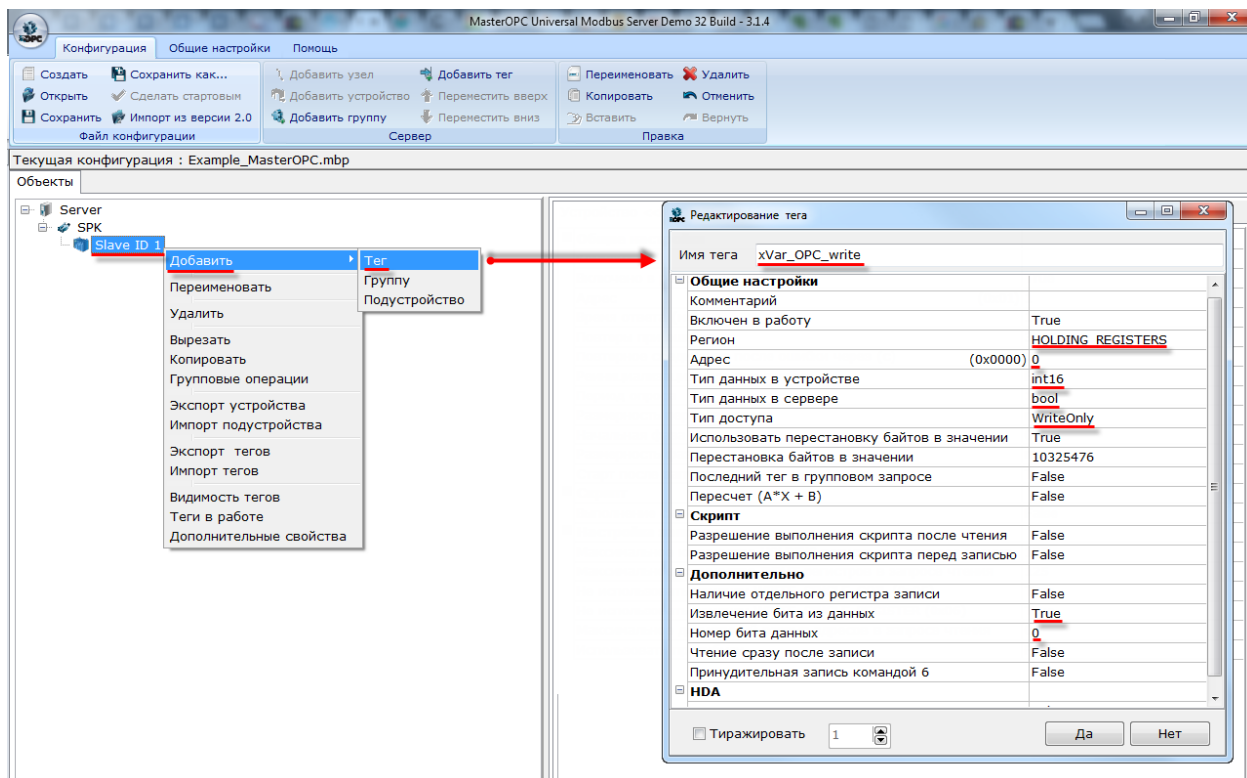 MasterOPC Universal Modbus Server Demo 32 Build - 3.1.4
Конфигурация Общие настройки Помощь
Создать Сохранить как... Добавить узел Добавить тег Переименовать Удалить
Открыть Сделать стартовым Добавить устройство Переместить вверх Копировать Отменить
Сохранить Импорт из версии 2.0 Добавить группу Переместить вниз Вставить Вернуть
Файл конфигурации Сервер Правка
Текущая конфигурация : Example_MasterOPC.mbp
Объекты
Server
SPK
Slave ID 1
Добавить
Переименовать
Удалить
Вырезать
Копировать
Групповые операции
Экспорт устройства
Импорт подустройства
Экспорт тегов
Импорт тегов
Видимость тегов
Теги в работе
Дополнительные свойства
Тег
Группу
Подустройство
Редактирование тега
Имя тега xVar_OPC_write
Общие настройки
Комментарий
Включен в работу True
Регион HOLDING_REGISTERS
Адрес (0x0000) 0
Тип данных в устройстве int16
Тип данных в сервере bool
Тип доступа WriteOnly
Использовать перестановку байтов в значении True
Перестановка байтов в значении 10325476
Последний тег в групповом запросе False
Пересчет (A*X + B) False
Скрипт
Разрешение выполнения скрипта после чтения False
Разрешение выполнения скрипта перед записью False
Дополнительно
Наличие отдельного регистра записи False
Извлечение бита из данных True
Номер бита данных 0
Чтение сразу после записи False
Принудительная запись командой 6 False
HDA
Тиражировать 1 Да Нет